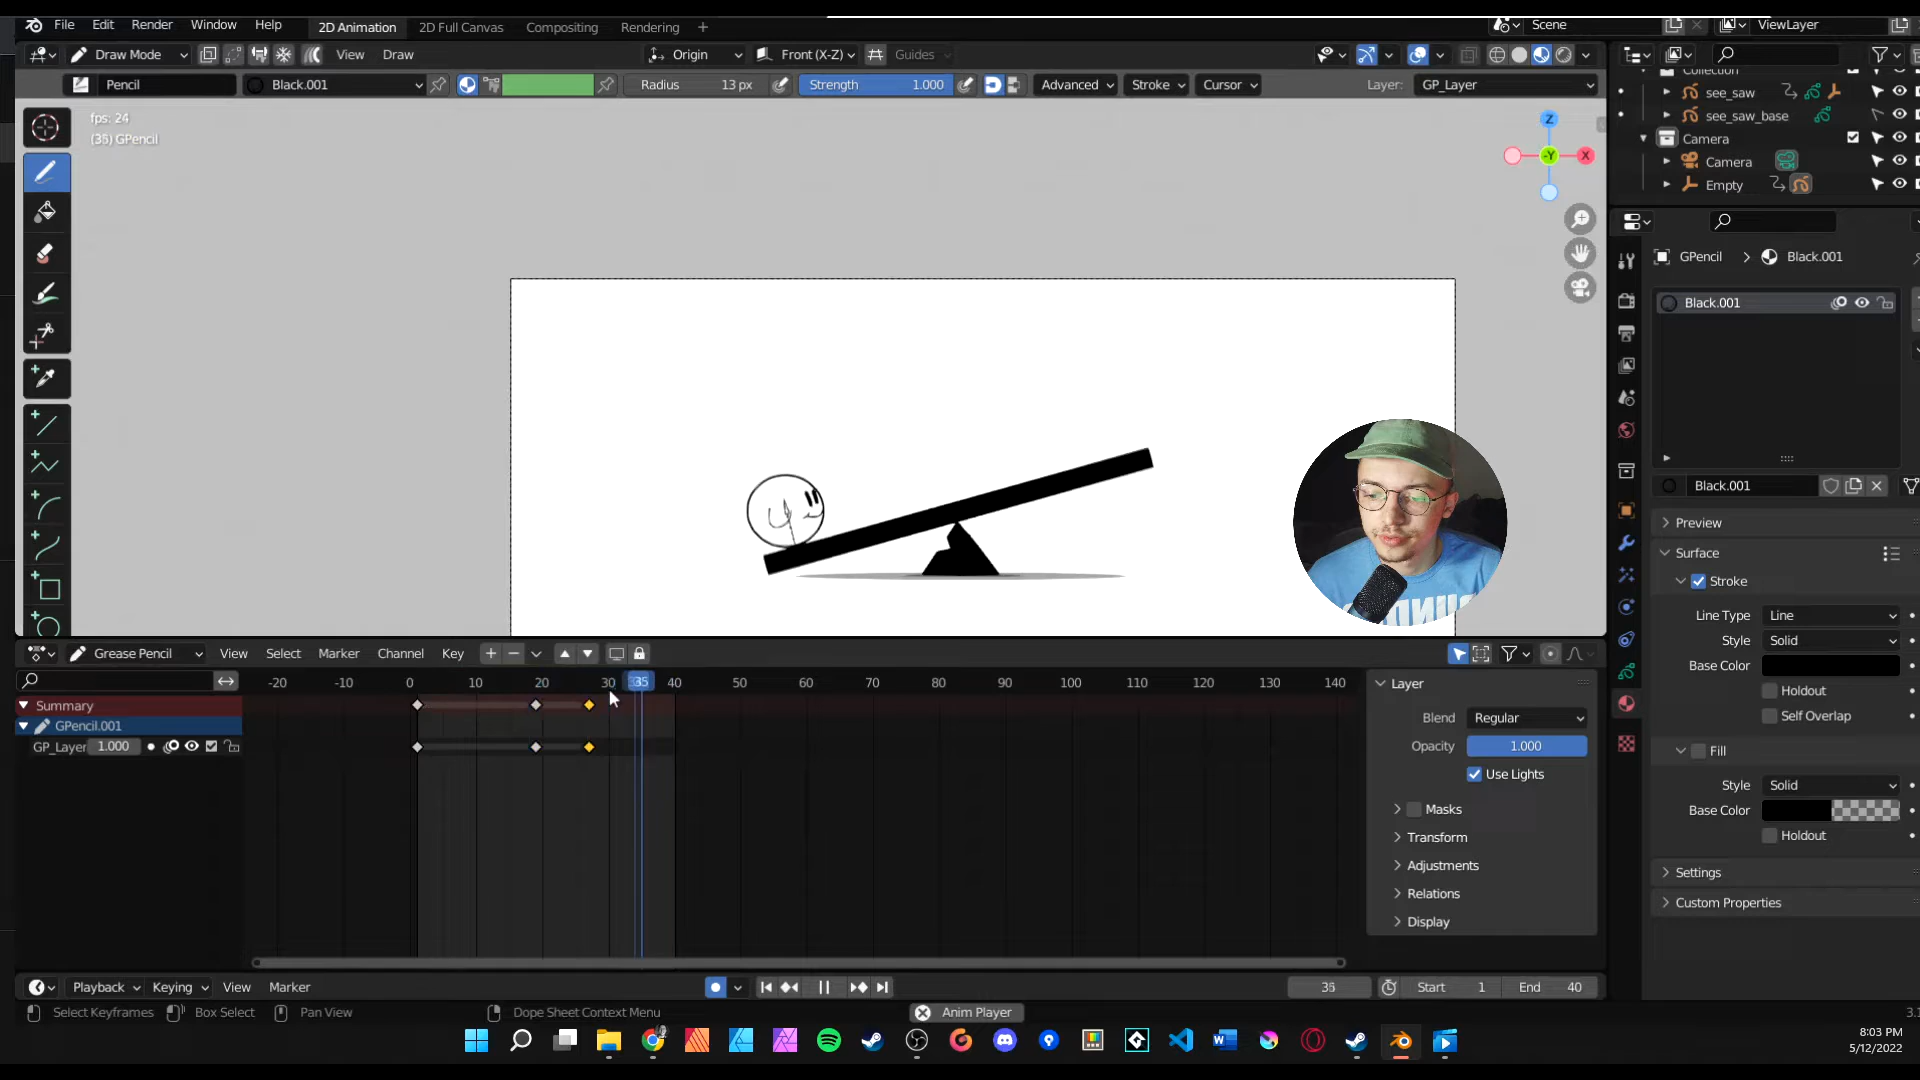 File Edit Render Window Help 2D Animation 2D Full Canvas Compositing Rendering + Scene ViewLayer
Draw Mode View Draw Origin Front (X-Z) Guides
Pencil Black.001 Radius 13 px Strength 1.000 Advanced Stroke Cursor Layer: GP_Layer
fps: 24
(35) GPencil
Z
-Y X
Collection
see_saw
see_saw_base
Camera
Camera
Empty
GPencil > Black.001
Black.001
Black.001
Preview
Surface
Stroke
Line Type Line
Style Solid
Base Color
Holdout
Self Overlap
Fill
Style Solid
Base Color
Holdout
Settings
Custom Properties
Grease Pencil View Select Marker Channel Key
-20 -10 0 10 20 30 35 40 50 60 70 80 90 100 110 120 130 140
Summary
GPencil.001
GP_Layer 1.000
Layer
Blend Regular
Opacity 1.000
Use Lights
Masks
Transform
Adjustments
Relations
Display
Playback Keying View Marker 35 Start 1 End 40
Select Keyframes Box Select Pan View Dope Sheet Context Menu Anim Player 3.1
8:03 PM
5/12/2022